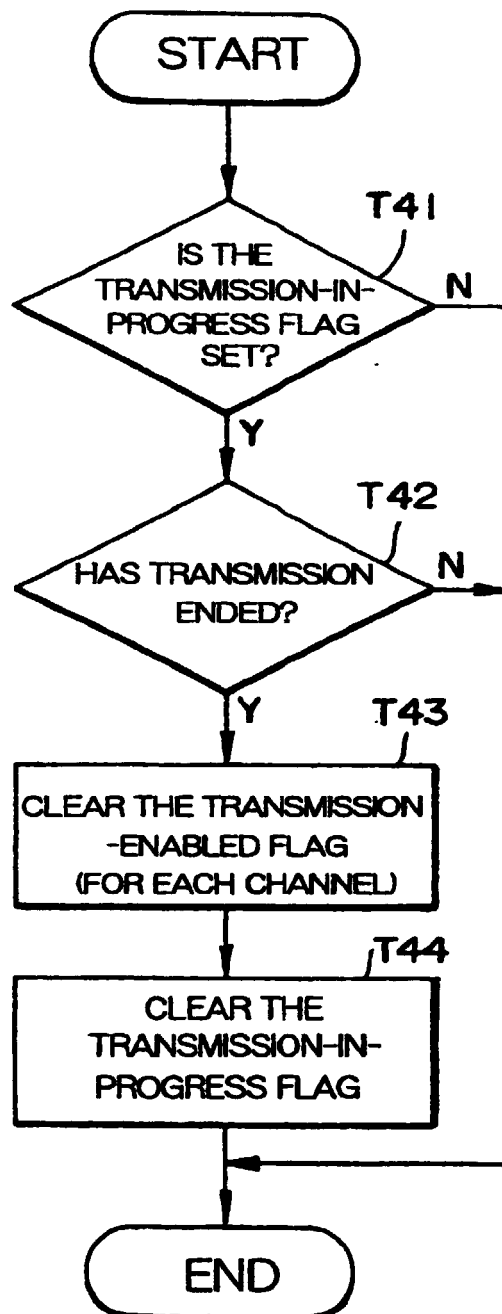 START
T41
IS THE
TRANSMISSION-IN-
PROGRESS FLAG
SET?
N
Y
T42
HAS TRANSMISSION
ENDED?
N
Y
T43
CLEAR THE TRANSMISSION
-ENABLED FLAG
(FOR EACH CHANNEL)
T44
CLEAR THE
TRANSMISSION-IN-
PROGRESS FLAG
END